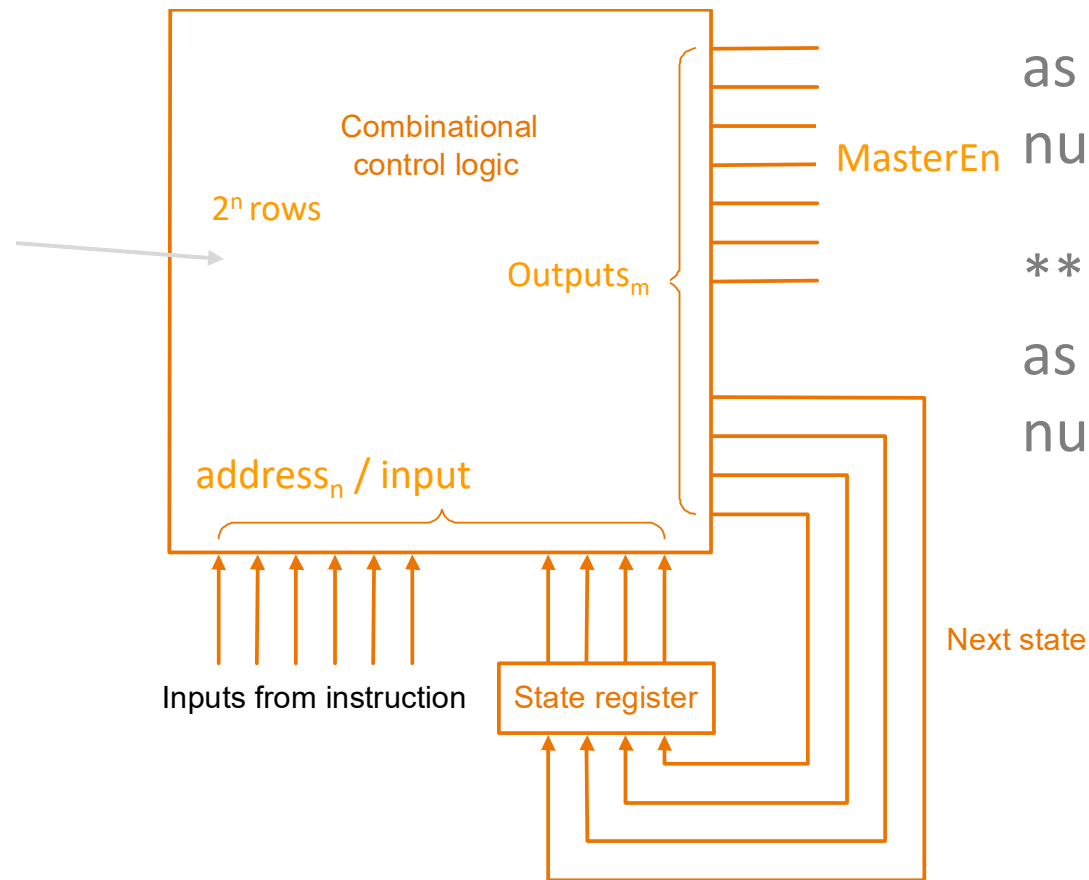 Combinational
control logic
2ⁿ rows
Outputsₘ
MasterEn
as
nu
**
as
nu
addressₙ / input
Inputs from instruction
State register
Next state